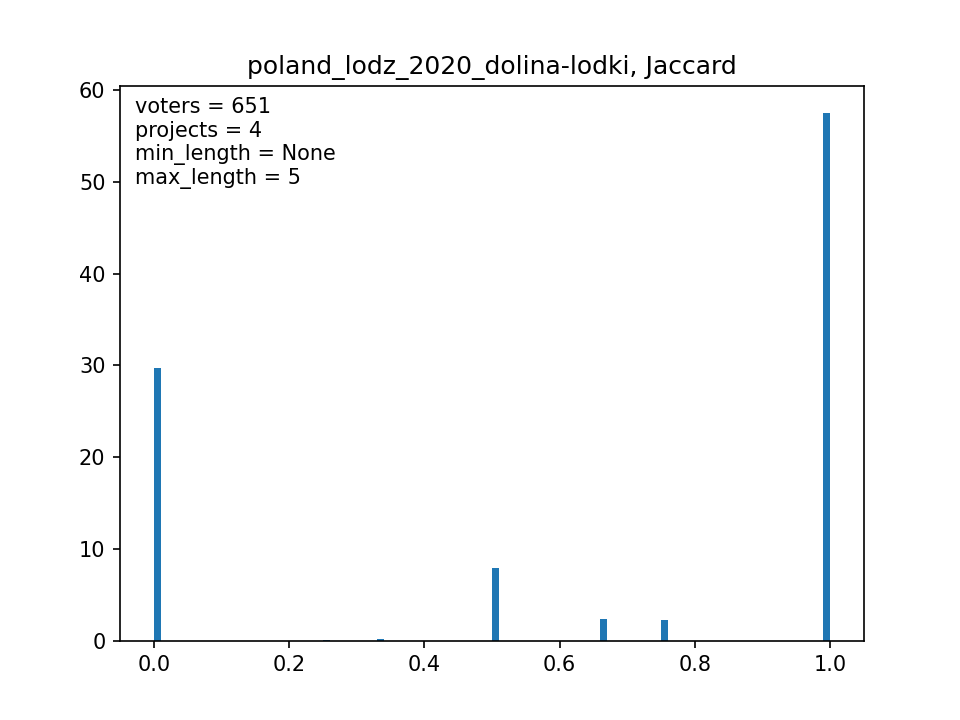 poland_lodz_2020_dolina-lodki, Jaccard
voters = 651
projects = 4
min_length = None
max_length = 5
60
50
40
30
20
10
0
0.0 0.2 0.4 0.6 0.8 1.0